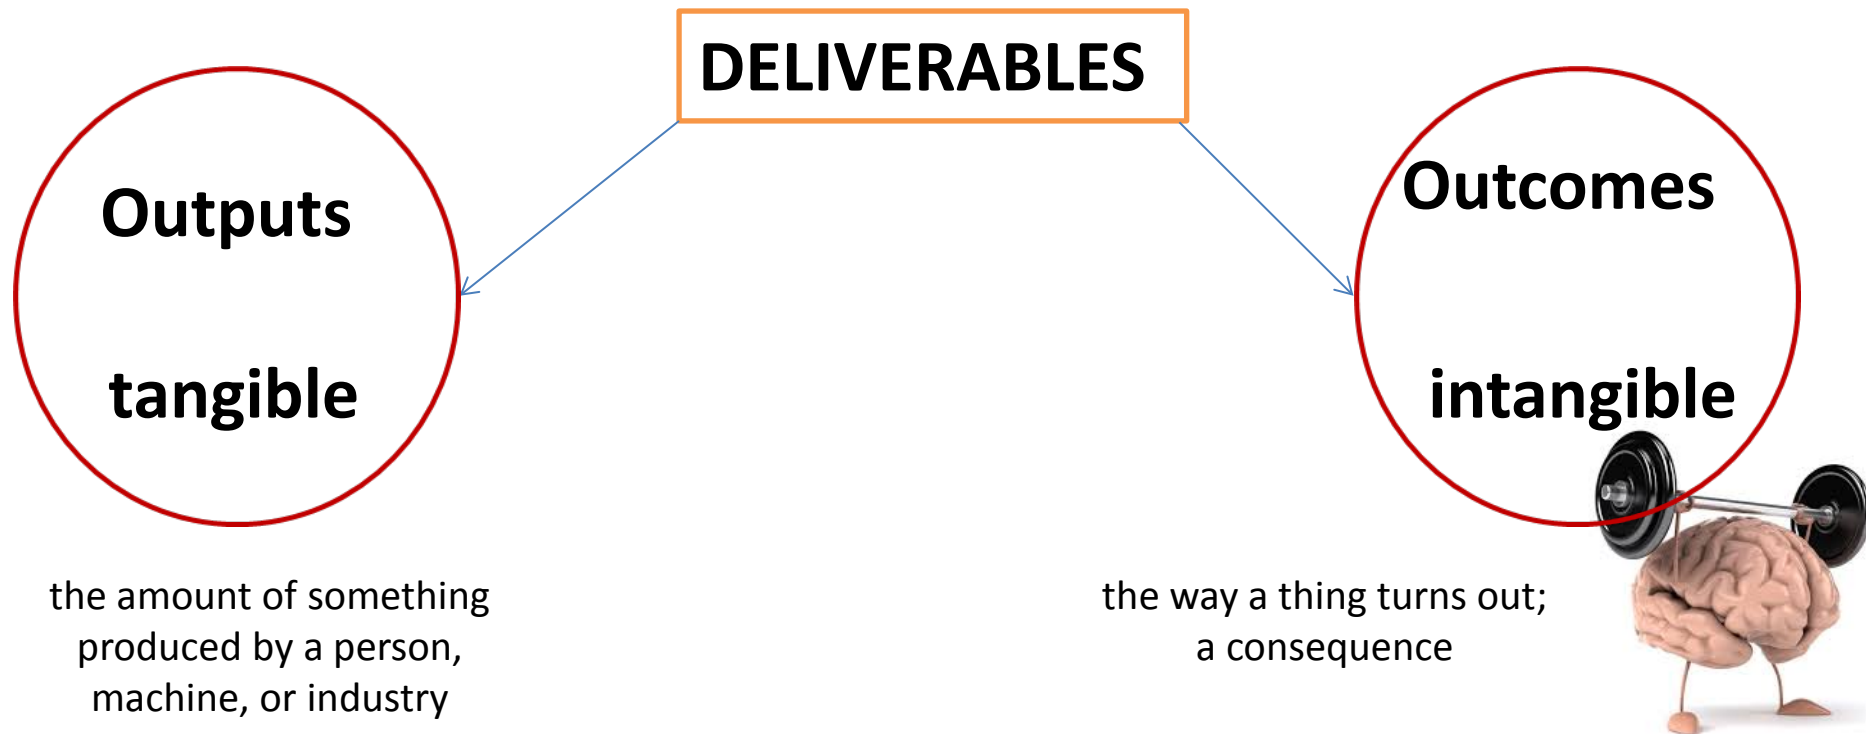 DELIVERABLES
Outputs
tangible
the amount of something
produced by a person,
machine, or industry
Outcomes
intangible
the way a thing turns out;
a consequence